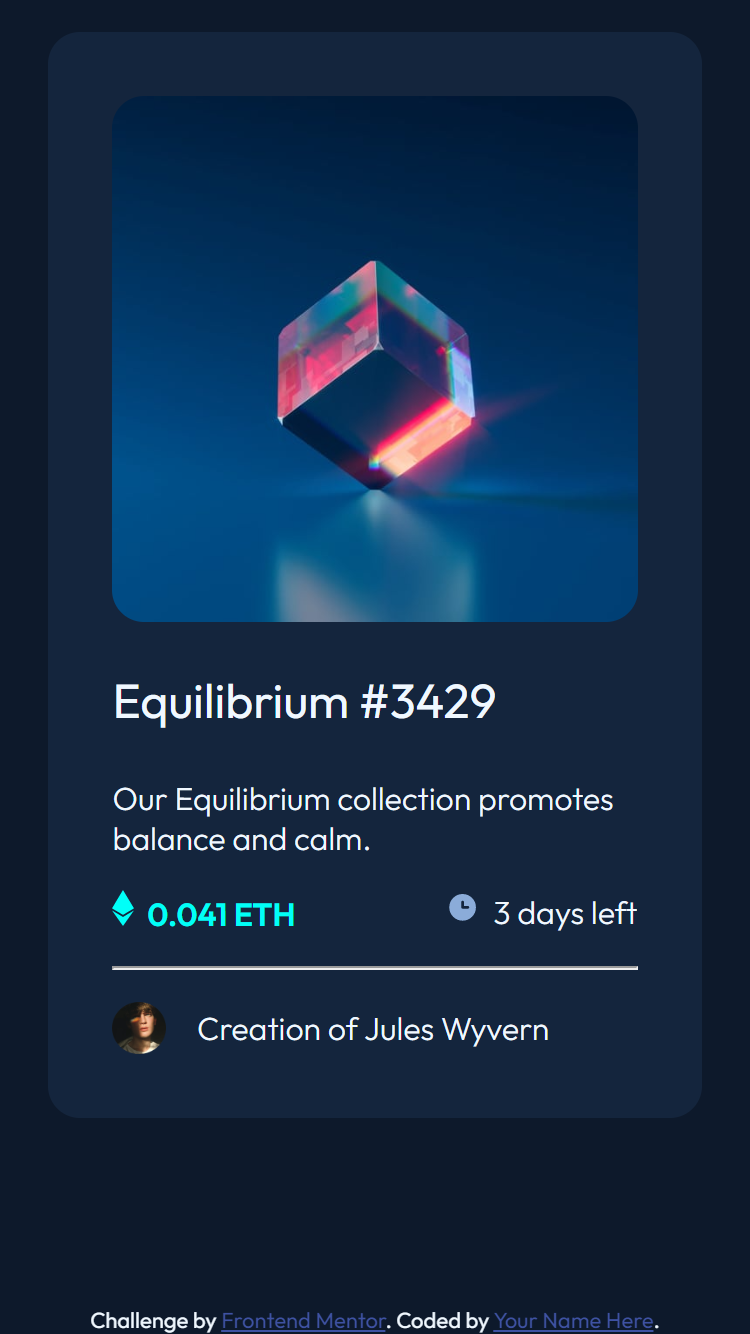 Equilibrium #3429
Our Equilibrium collection promotes
balance and calm.
0.041 ETH
3 days left
Creation of Jules Wyvern
Challenge by Frontend Mentor. Coded by Your Name Here.